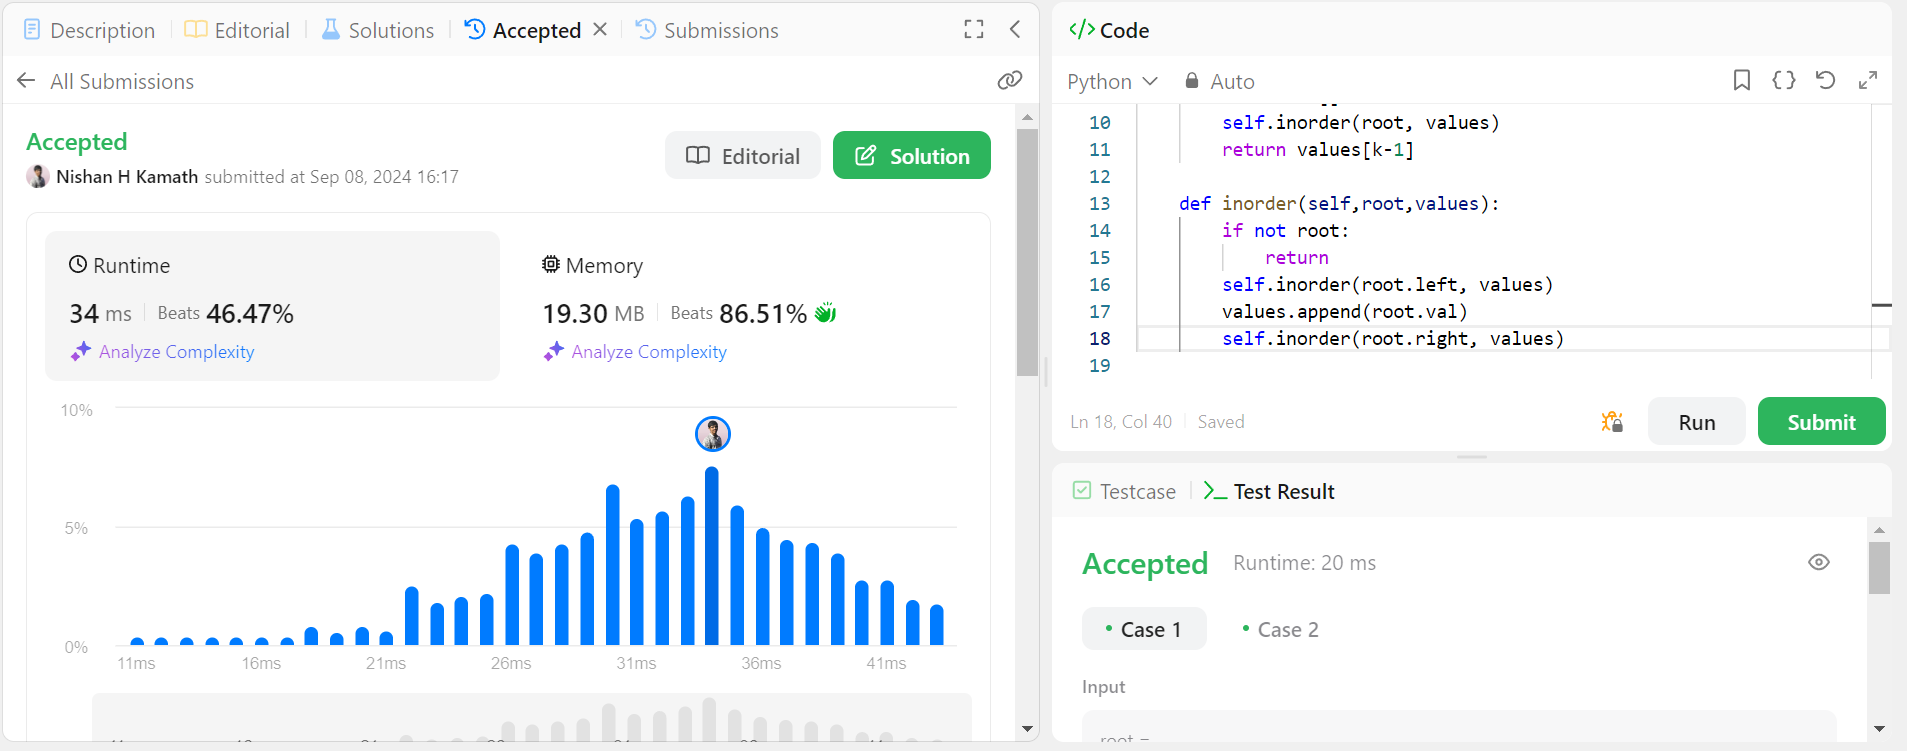 Description
Editorial
Solutions
Accepted
Submissions
All Submissions
Accepted
Nishan H Kamath submitted at Sep 08, 2024 16:17
Editorial
Solution
Runtime
34 ms
Beats 46.47%
Analyze Complexity
Memory
19.30 MB
Beats 86.51%
Analyze Complexity
10%
5%
0%
11ms
16ms
21ms
26ms
31ms
36ms
41ms
</> Code
Python
Auto
10 self.inorder(root, values)
11 return values[k-1]
12
13 def inorder(self,root,values):
14 if not root:
15 return
16 self.inorder(root.left, values)
17 values.append(root.val)
18 self.inorder(root.right, values)
19
Ln 18, Col 40
Saved
Run
Submit
Testcase
Test Result
Accepted
Runtime: 20 ms
Case 1
Case 2
Input
root =